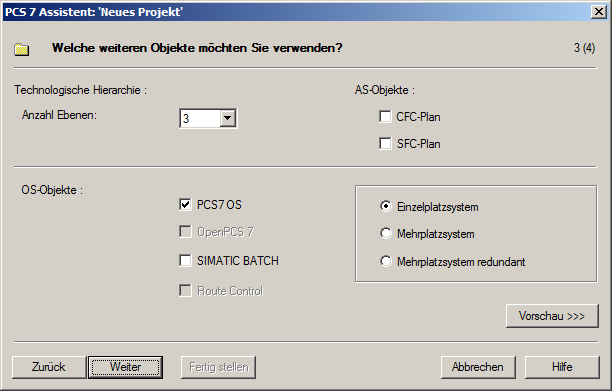 PCS 7 Assistent: 'Neues Projekt'
Welche weiteren Objekte möchten Sie verwenden? 3 (4)
Technologische Hierarchie : AS-Objekte :
Anzahl Ebenen: 3 CFC-Plan
SFC-Plan
OS-Objekte :
PCS7 OS Einzelplatzsystem
OpenPCS 7 Mehrplatzsystem
SIMATIC BATCH Mehrplatzsystem redundant
Route Control
Vorschau >>>
Zurück Weiter Fertig stellen Abbrechen Hilfe